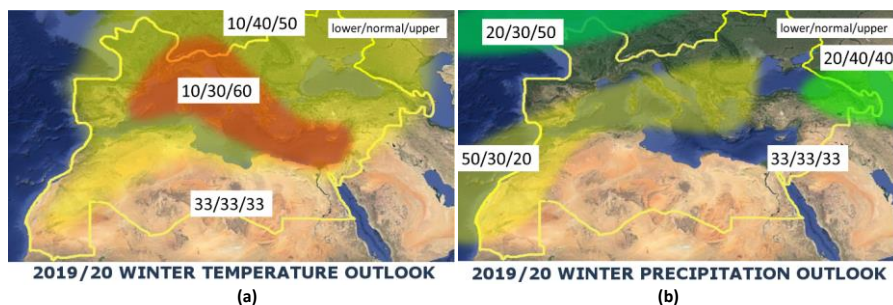 10/40/50
lower/normal/upper
10/30/60
33/33/33
2019/20 WINTER TEMPERATURE OUTLOOK
(a)
20/30/50
lower/normal/upper
20/40/40
50/30/20
33/33/33
2019/20 WINTER PRECIPITATION OUTLOOK
(b)